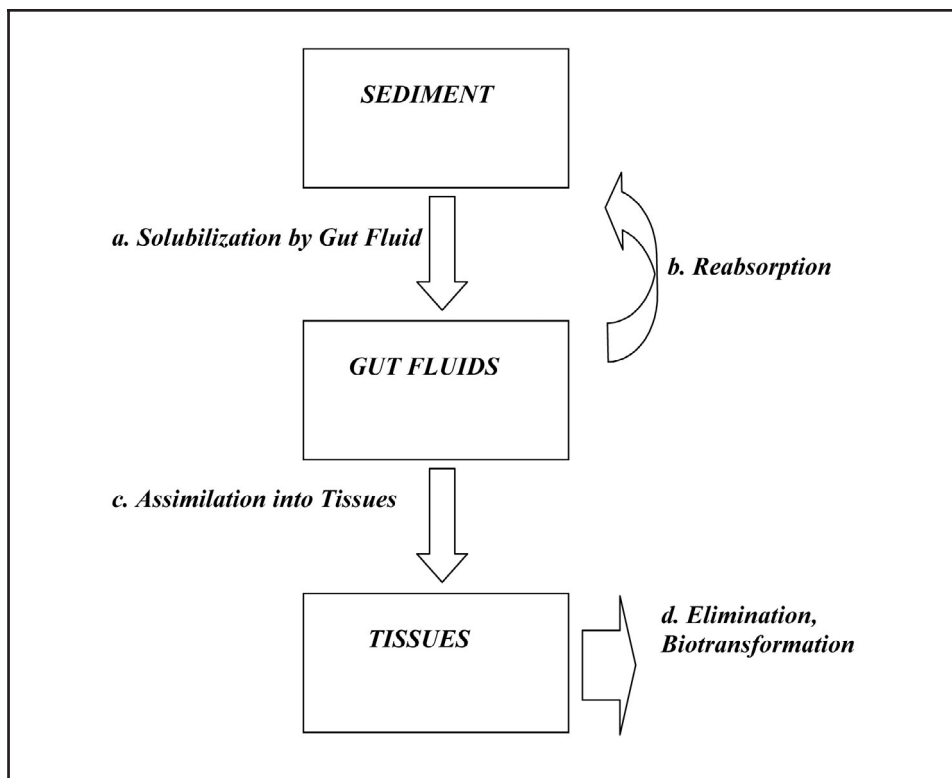 SEDIMENT
a. Solubilization by Gut Fluid
b. Reabsorption
GUT FLUIDS
c. Assimilation into Tissues
TISSUES
d. Elimination,
Biotransformation